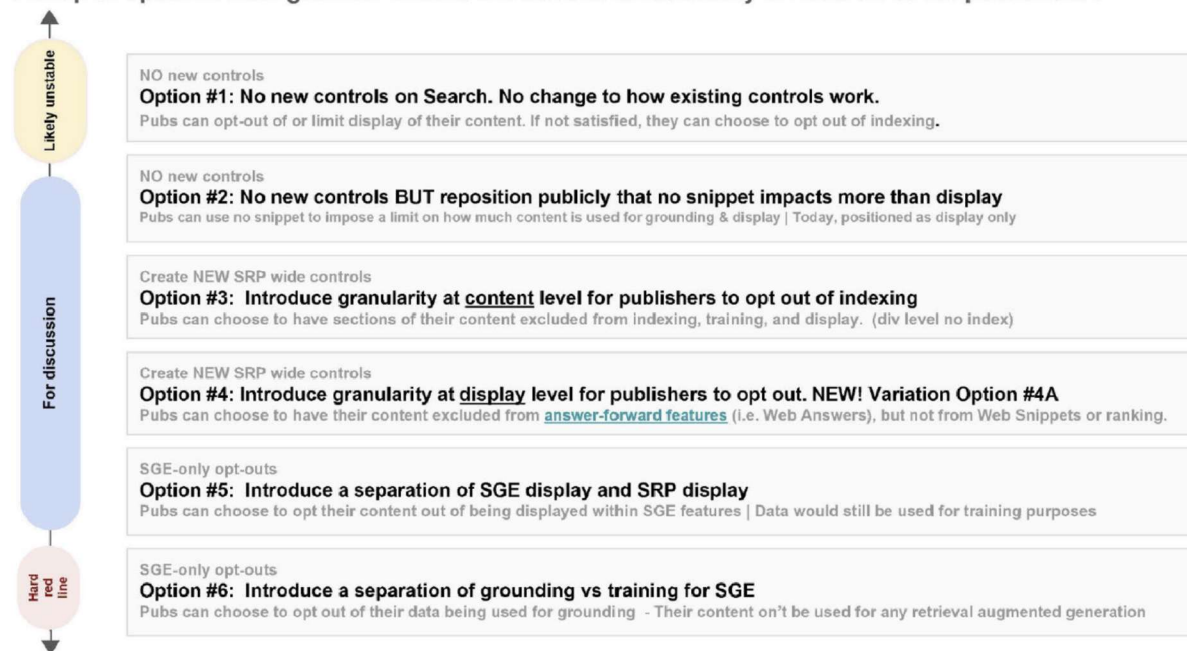 Likely unstable
NO new controls
Option #1: No new controls on Search. No change to how existing controls work.
Pubs can opt-out of or limit display of their content. If not satisfied, they can choose to opt out of indexing.
For discussion
NO new controls
Option #2: No new controls BUT reposition publicly that no snippet impacts more than display
Pubs can use no snippet to impose a limit on how much content is used for grounding & display | Today, positioned as display only
Create NEW SRP wide controls
Option #3: Introduce granularity at content level for publishers to opt out of indexing
Pubs can choose to have sections of their content excluded from indexing, training, and display. (div level no index)
Create NEW SRP wide controls
Option #4: Introduce granularity at display level for publishers to opt out. NEW! Variation Option #4A
Pubs can choose to have their content excluded from answer-forward features (i.e. Web Answers), but not from Web Snippets or ranking.
SGE-only opt-outs
Option #5: Introduce a separation of SGE display and SRP display
Pubs can choose to opt their content out of being displayed within SGE features | Data would still be used for training purposes
Hard
red
line
SGE-only opt-outs
Option #6: Introduce a separation of grounding vs training for SGE
Pubs can choose to opt out of their data being used for grounding - Their content on't be used for any retrieval augmented generation